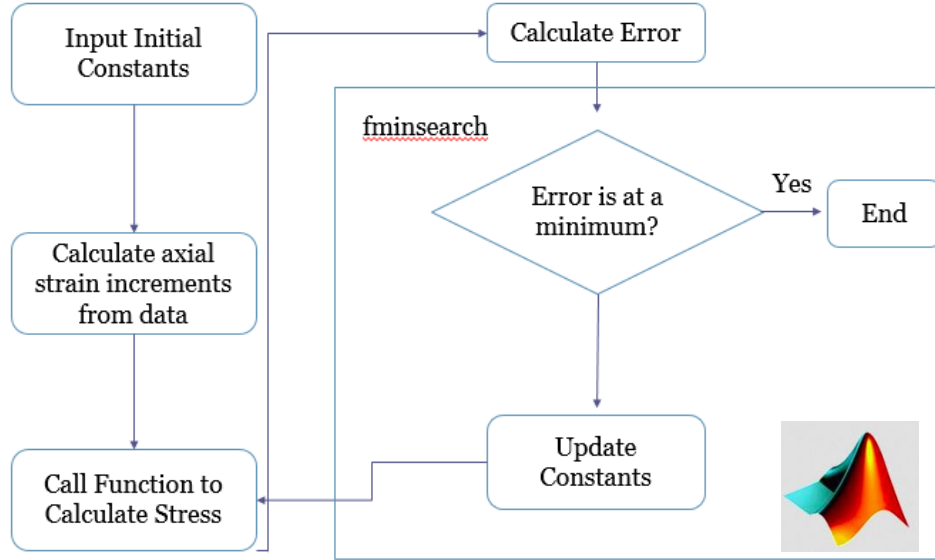 Input Initial
Constants
Calculate axial
strain increments
from data
Call Function to
Calculate Stress
Calculate Error
fminsearch
Error is at a
minimum?
Yes
End
Update
Constants